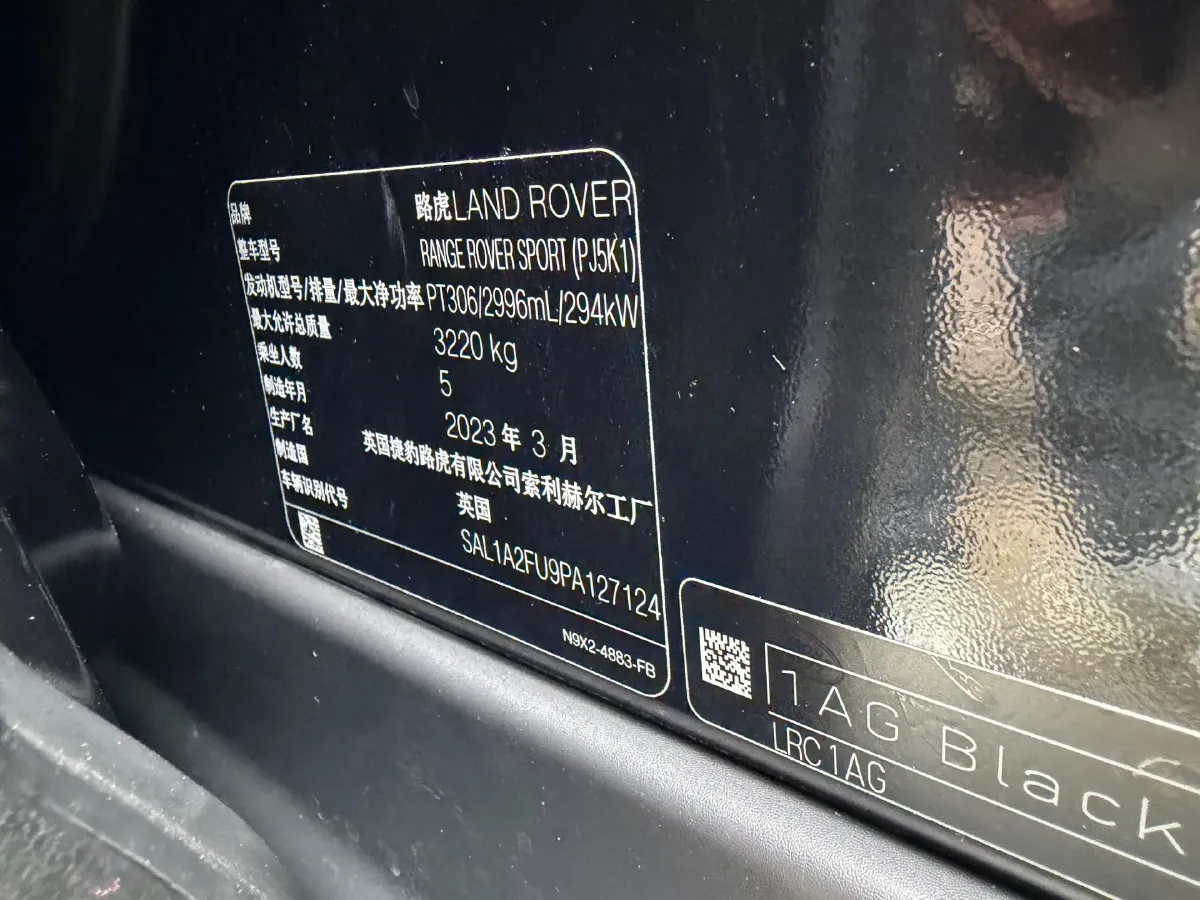 品牌 路虎LAND ROVER
整车型号 RANGE ROVER SPORT (PJ5K1)
发动机型号/排量/最大净功率 PT306/2996mL/294kW
最大允许总质量 3220 kg
乘坐人数 5
制造年月 2023 年 3 月
生产厂名 英国捷豹路虎有限公司索利赫尔工厂
制造国 英国
车辆识别代号 SAL1A2FU9PA127124
N9X2-4883-FB
1AG Black
LRC1AG